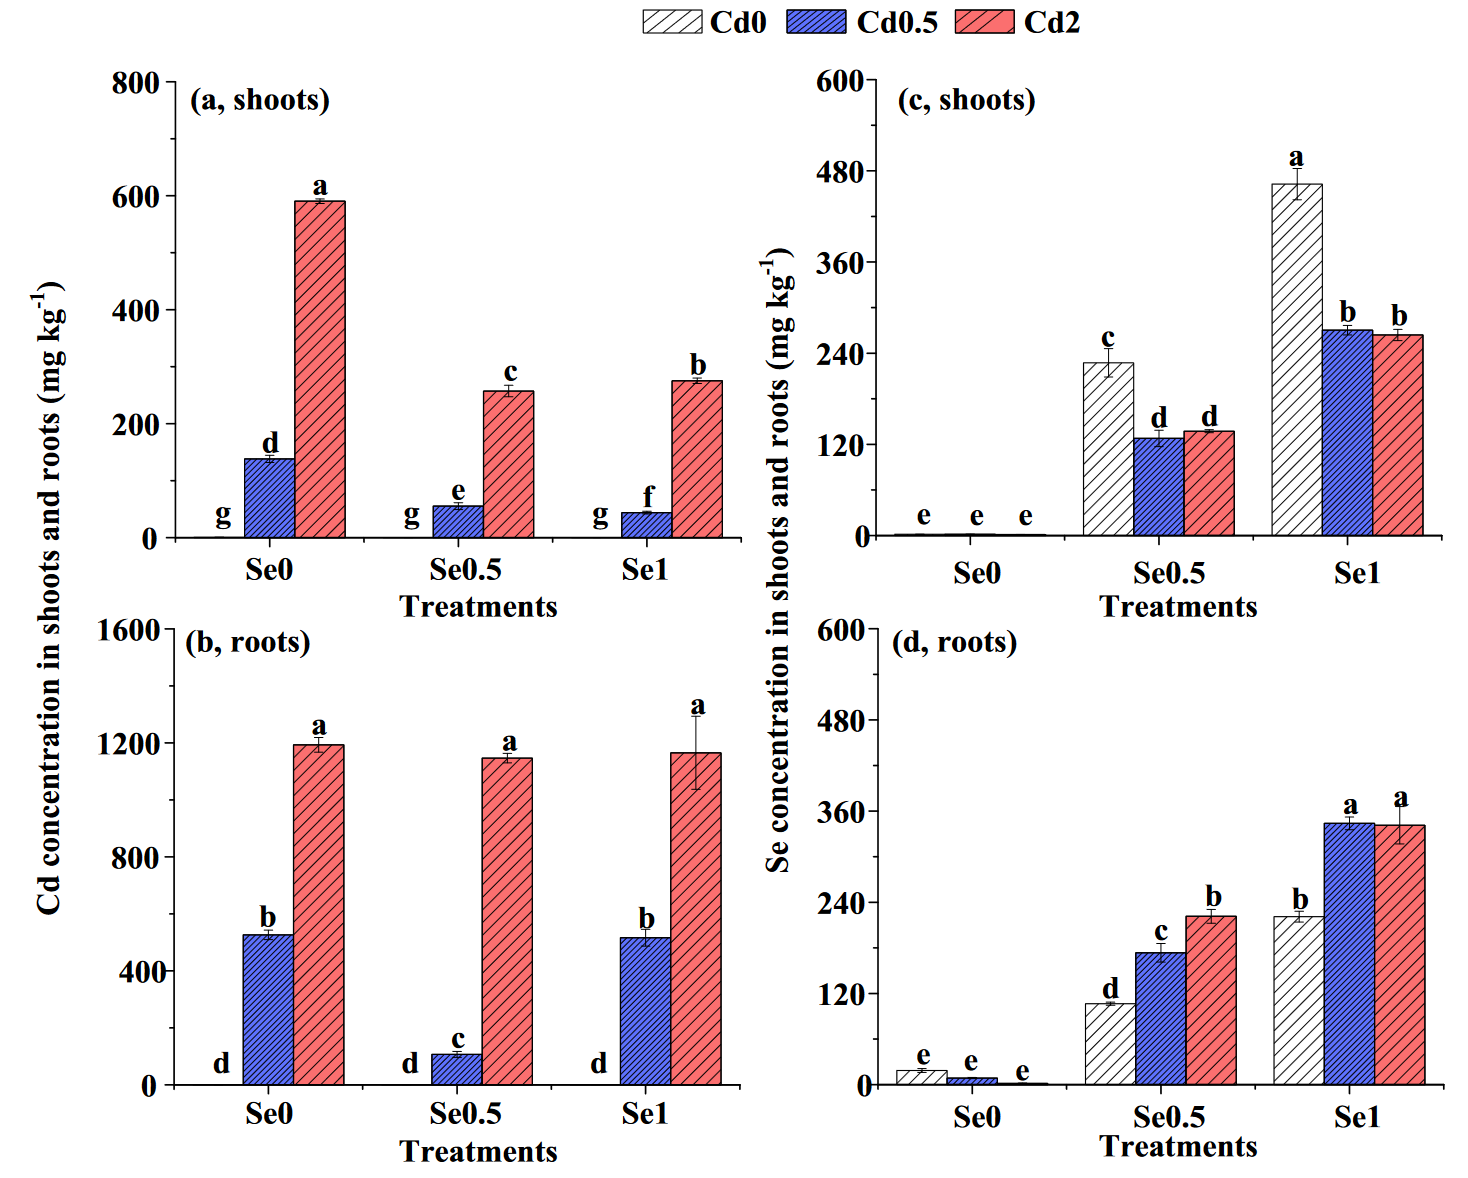 Cd0 Cd0.5 Cd2
Cd concentration in shoots and roots (mg kg⁻¹)
(a, shoots)
800
600
400
200
0
a
d
g
c
e
g
b
f
g
Se0 Se0.5 Se1
Treatments
(b, roots)
1600
1200
800
400
0
a
b
d
a
c
d
a
b
d
Se0 Se0.5 Se1
Treatments
Se concentration in shoots and roots (mg kg⁻¹)
(c, shoots)
600
480
360
240
120
0
e e e
c
d d
a
b b
Se0 Se0.5 Se1
Treatments
(d, roots)
600
480
360
240
120
0
e e e
d
c
b
b
a a
Se0 Se0.5 Se1
Treatments